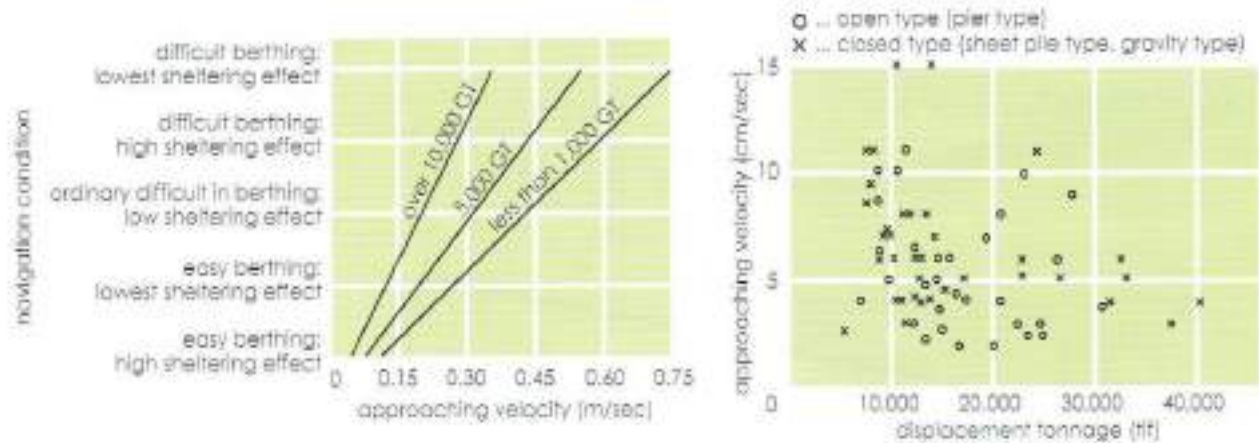 navigation condition
difficult berthing:
lowest sheltering effect
difficult berthing:
high sheltering effect
ordinary difficult in berthing:
low sheltering effect
easy berthing:
lowest sheltering effect
easy berthing:
high sheltering effect
over 10,000 GT
5,000 GT
less than 1,000 GT
0 0.15 0.30 0.45 0.60 0.75
approaching velocity (m/sec)
o ... open type (pier type)
x ... closed type (sheet pile type, gravity type)
approaching velocity (cm/sec)
15
10
5
0 10.000 20.000 30.000 40.000
displacement tonnage (tlf)